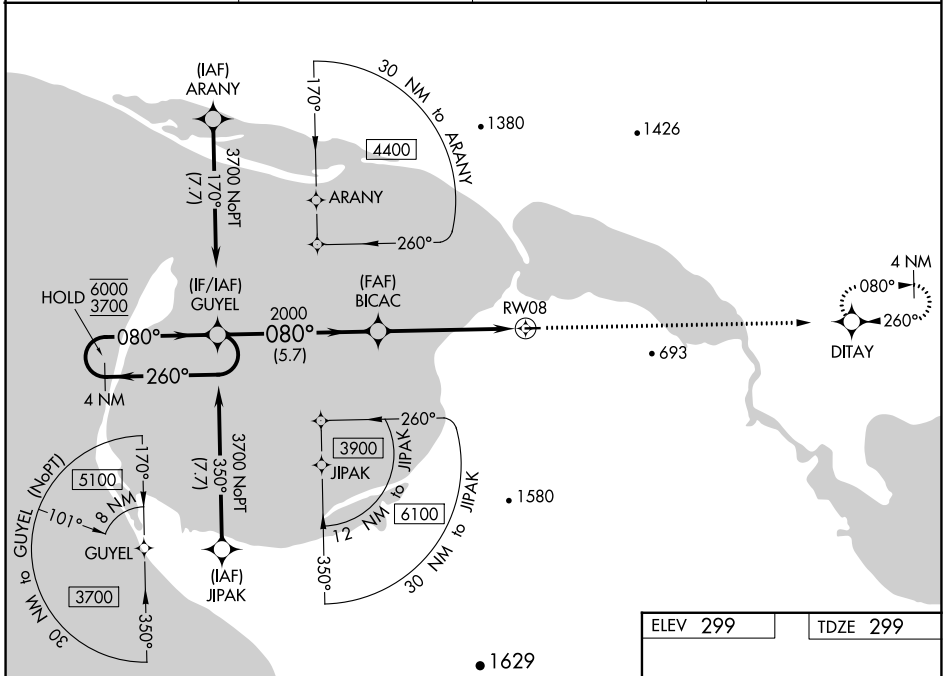 (IAF)
ARANY
3700 NoPT
170°
(7.7)
30 NM to ARANY
170°
4400
ARANY
260°
1380
1426
HOLD
6000
3700
(IF/IAF)
GUYEL
080°
260°
4 NM
2000
080°
(5.7)
(FAF)
BICAC
RW08
693
4 NM
080°
260°
DITAY
3700 NoPT
350°
(7.7)
(IAF)
JIPAK
30 NM to GUYEL (NoPT)
170°
5100
8 NM
101°
GUYEL
3700
350°
260°
3900
JIPAK
12 NM to JIPAK
6100
30 NM to JIPAK
350°
1580
1629
ELEV 299
TDZE 299